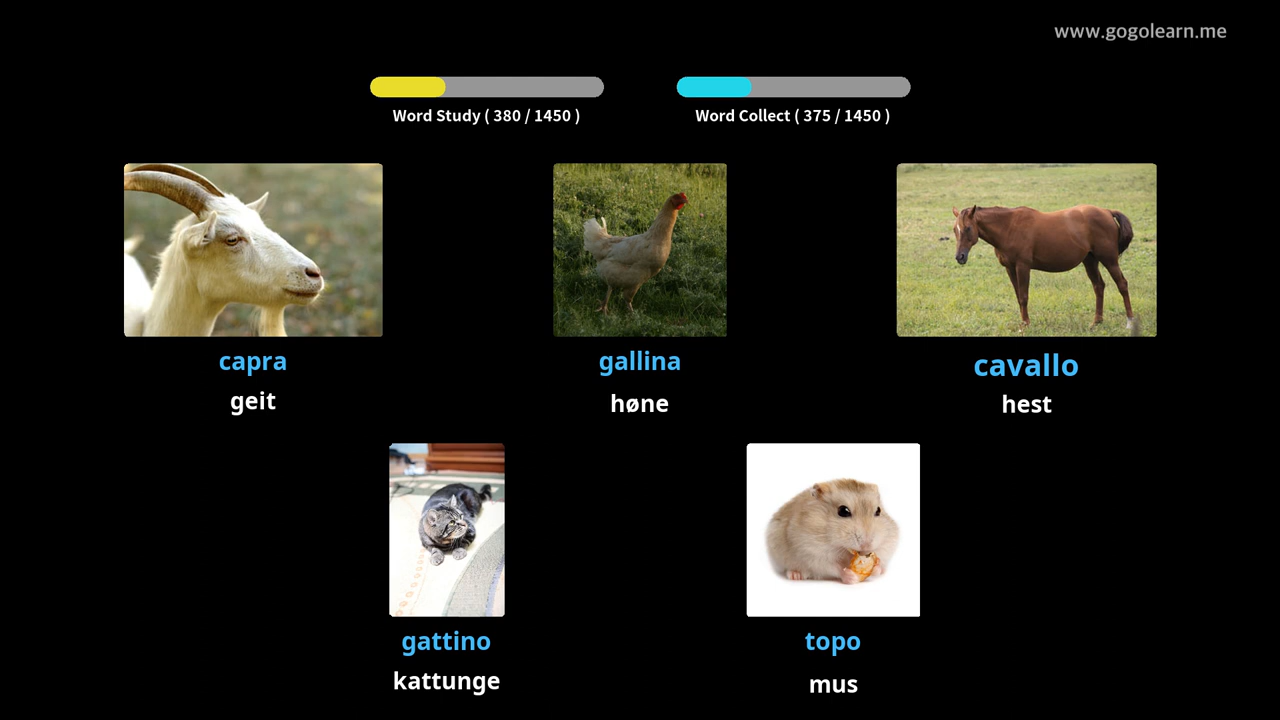 www.gogolearn.me
Word Study ( 380 / 1450 )
Word Collect ( 375 / 1450 )
capra
geit
gallina
høne
cavallo
hest
gattino
kattunge
topo
mus